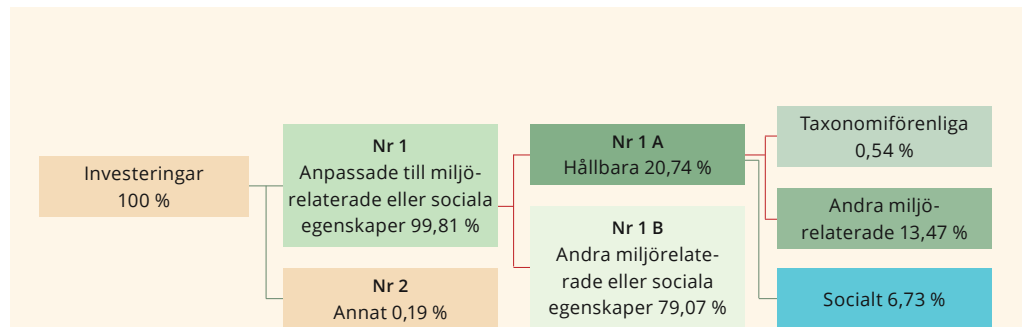 Investeringar
100 %
Nr 1
Anpassade till miljö-
relaterade eller sociala
egenskaper 99,81 %
Nr 2
Annat 0,19 %
Nr 1 A
Hållbara 20,74 %
Nr 1 B
Andra miljörelate-
rade eller sociala
egenskaper 79,07 %
Taxonomiförenliga
0,54 %
Andra miljö-
relaterade 13,47 %
Socialt 6,73 %